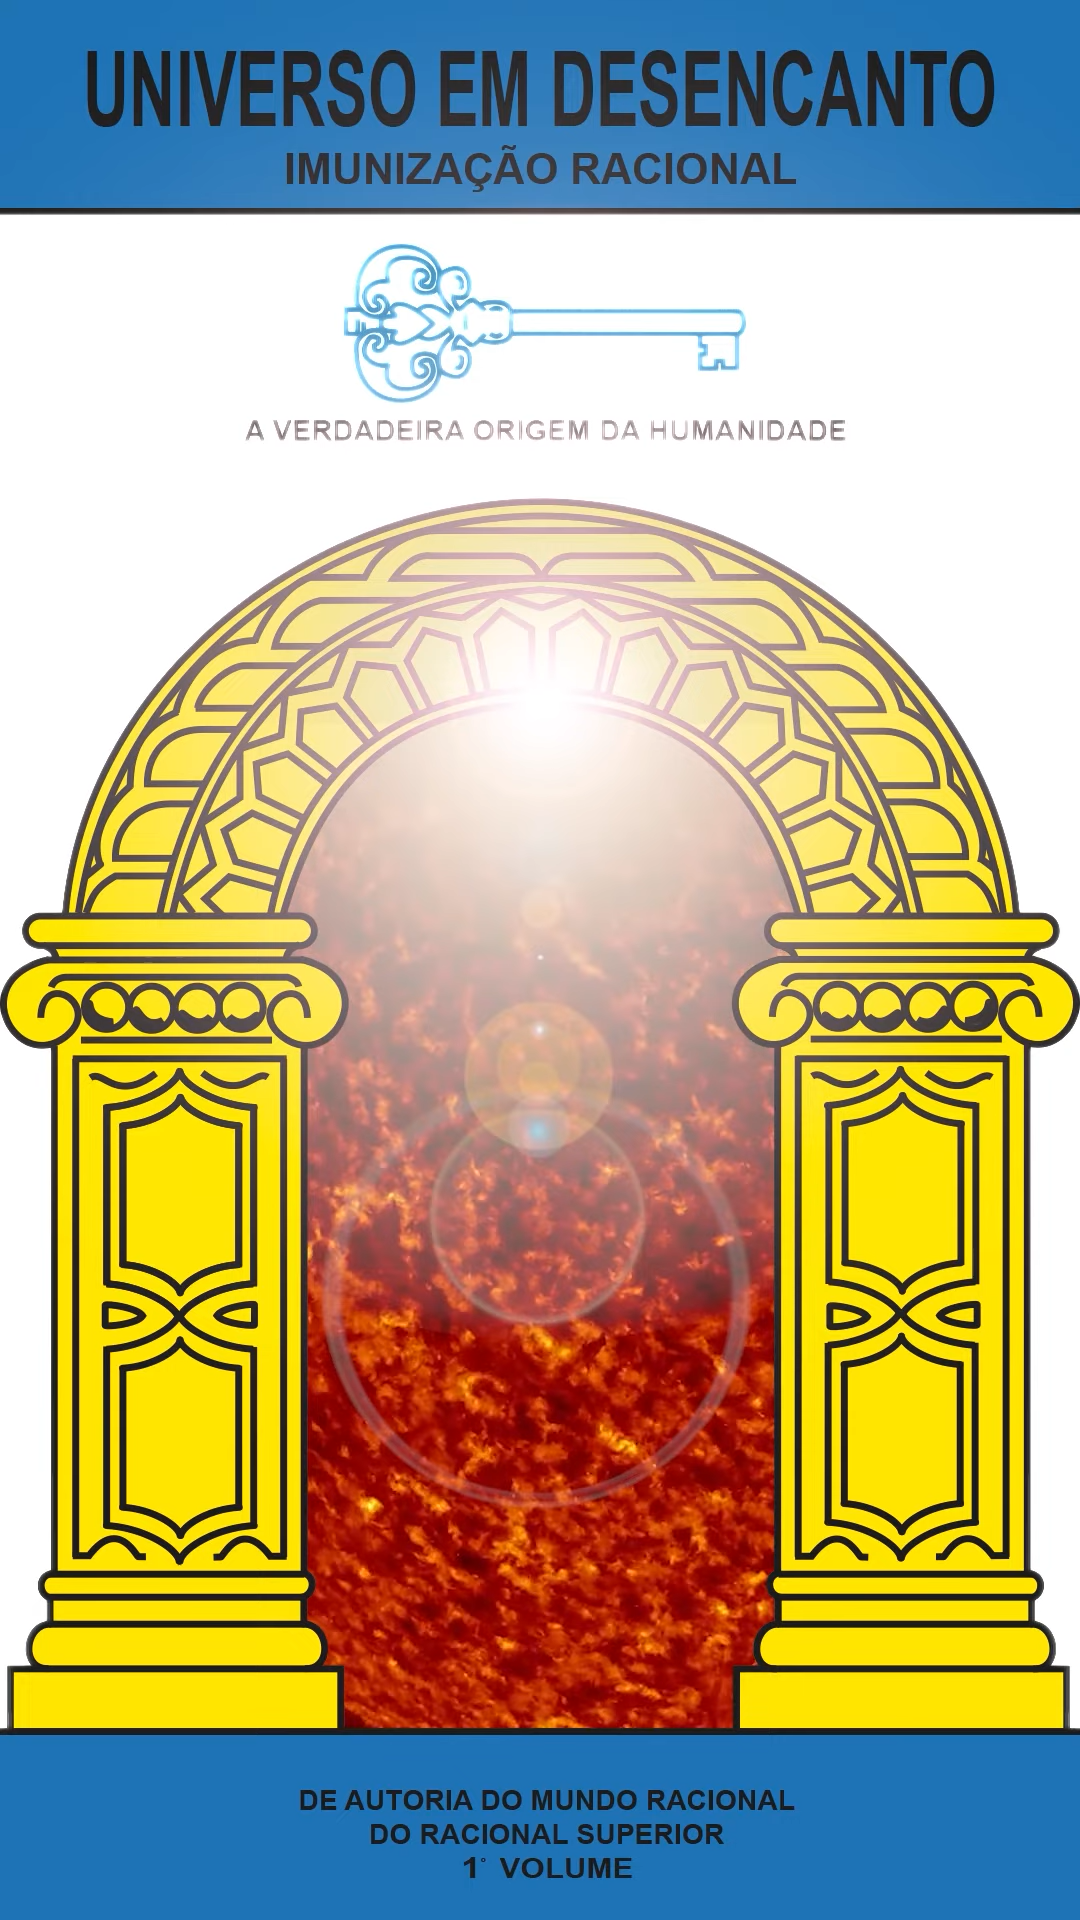 UNIVERSO EM DESENCANTO
IMUNIZAÇÃO RACIONAL
A VERDADEIRA ORIGEM DA HUMANIDADE
DE AUTORIA DO MUNDO RACIONAL
DO RACIONAL SUPERIOR
1° VOLUME